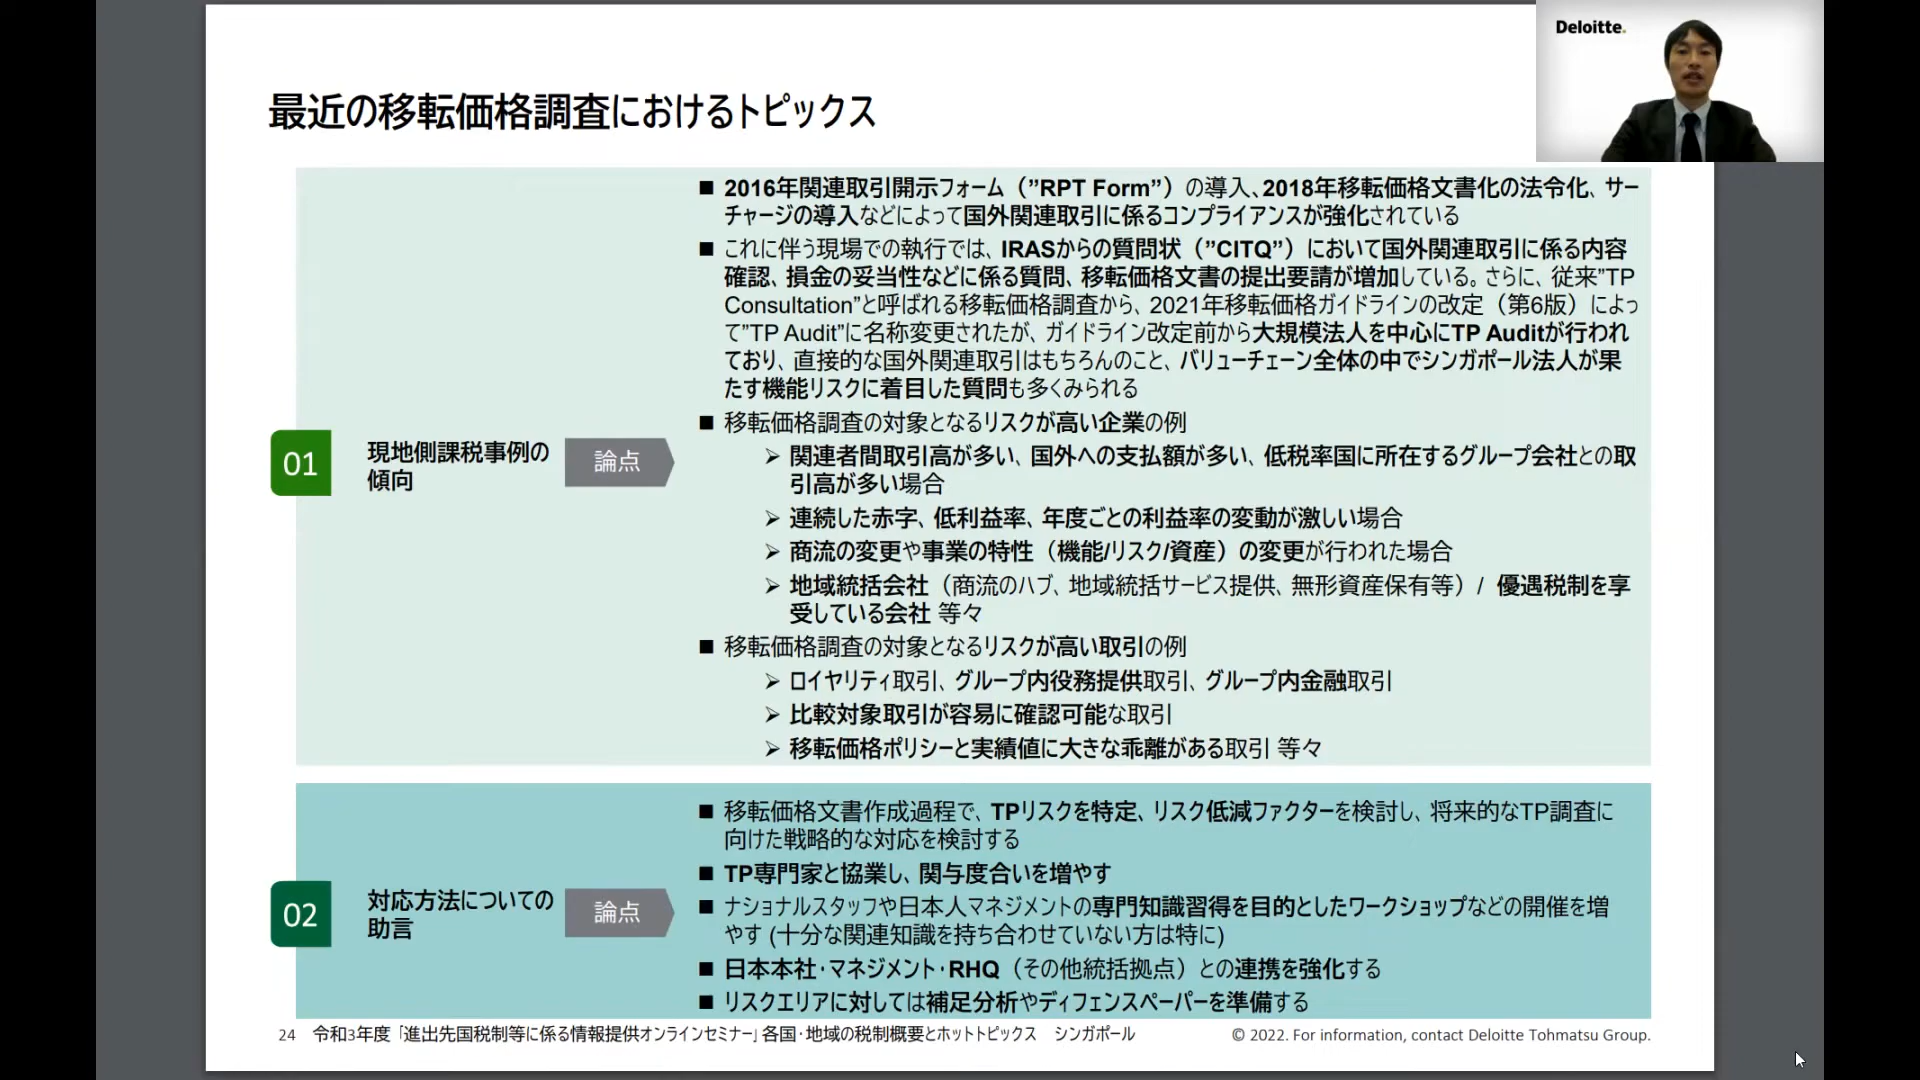 Deloitte.
最近の移転価格調査におけるトピックス
■ 2016年関連取引開示フォーム（”RPT Form”）の導入、2018年移転価格文書化の法令化、サー
チャージの導入などによって国外関連取引に係るコンプライアンスが強化されている
■ これに伴う現場での執行では、IRASからの質問状（”CITQ”）において国外関連取引に係る内容
確認、損金の妥当性などに係る質問、移転価格文書の提出要請が増加している。さらに、従来”TP
Consultation”と呼ばれる移転価格調査から、2021年移転価格ガイドラインの改定（第6版）によっ
て”TP Audit”に名称変更されたが、ガイドライン改定前から大規模法人を中心にTP Auditが行われ
ており、直接的な国外関連取引はもちろんのこと、バリューチェーン全体の中でシンガポール法人が果
たす機能リスクに着目した質問も多くみられる
■ 移転価格調査の対象となるリスクが高い企業の例
➢ 関連者間取引高が多い、国外への支払額が多い、低税率国に所在するグループ会社との取
引高が多い場合
➢ 連続した赤字、低利益率、年度ごとの利益率の変動が激しい場合
➢ 商流の変更や事業の特性（機能/リスク/資産）の変更が行われた場合
➢ 地域統括会社（商流のハブ、地域統括サービス提供、無形資産保有等）/ 優遇税制を享
受している会社 等々
■ 移転価格調査の対象となるリスクが高い取引の例
➢ ロイヤリティ取引、グループ内役務提供取引、グループ内金融取引
➢ 比較対象取引が容易に確認可能な取引
➢ 移転価格ポリシーと実績値に大きな乖離がある取引 等々
01
現地側課税事例の
傾向
論点
■ 移転価格文書作成過程で、TPリスクを特定、リスク低減ファクターを検討し、将来的なTP調査に
向けた戦略的な対応を検討する
■ TP専門家と協業し、関与度合いを増やす
■ ナショナルスタッフや日本人マネジメントの専門知識習得を目的としたワークショップなどの開催を増
やす (十分な関連知識を持ち合わせていない方は特に)
■ 日本本社・マネジメント・RHQ（その他統括拠点）との連携を強化する
■ リスクエリアに対しては補足分析やディフェンスペーパーを準備する
02
対応方法についての
助言
論点
24 令和3年度「進出先国税制等に係る情報提供オンラインセミナー」各国・地域の税制概要とホットトピックス シンガポール
© 2022. For information, contact Deloitte Tohmatsu Group.